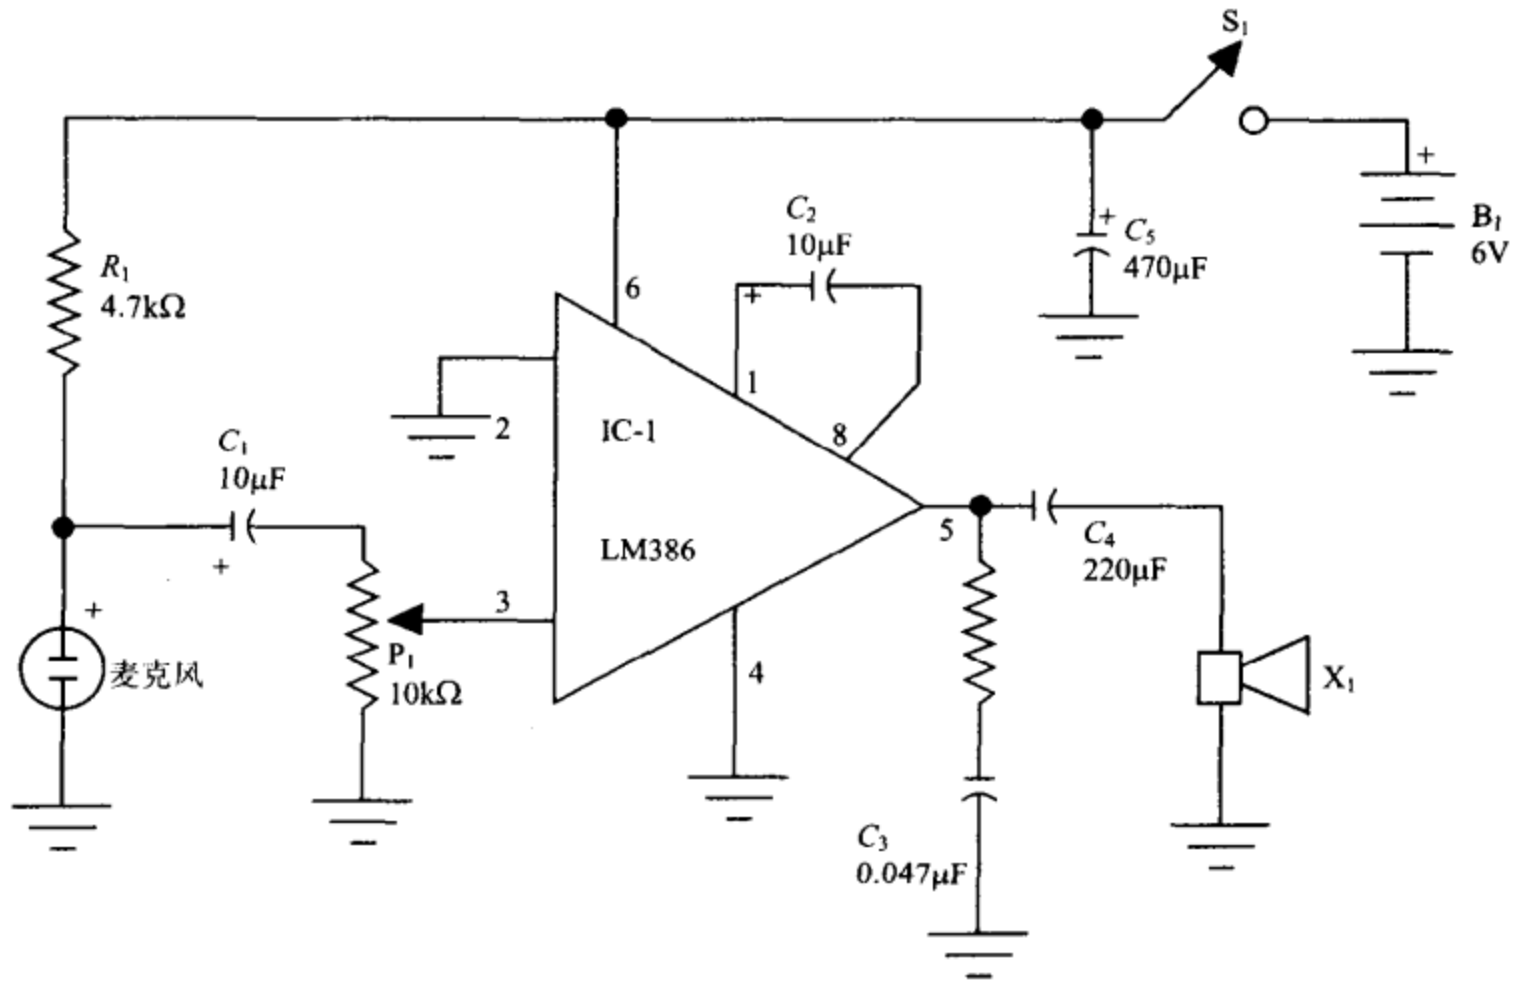 S₁
+
B₁
6V
+
C₅
470μF
C₂
10μF
+
R₁
4.7kΩ
6
1
8
2
IC-1
C₁
10μF
+
LM386
5
C₄
220μF
3
+
麦克风
P₁
10kΩ
4
X₁
C₃
0.047μF